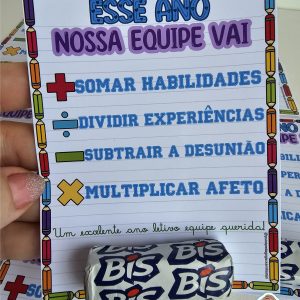 ESSE ANO
NOSSA EQUIPE VAI
SOMAR HABILIDADES
DIVIDIR EXPERIÊNCIAS
SUBTRAIR A DESUNIÃO
MULTIPLICAR AFETO
Um excelente ano letivo equipe querida!
BIS BIS